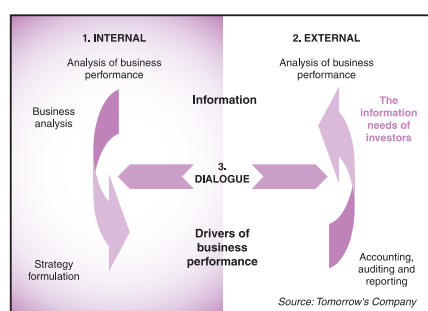 1. INTERNAL
Analysis of business
performance
Business
analysis
Strategy
formulation
Information
3.
DIALOGUE
Drivers of
business
performance
2. EXTERNAL
Analysis of business
performance
The
information
needs of
investors
Accounting,
auditing and
reporting
Source: Tomorrow's Company